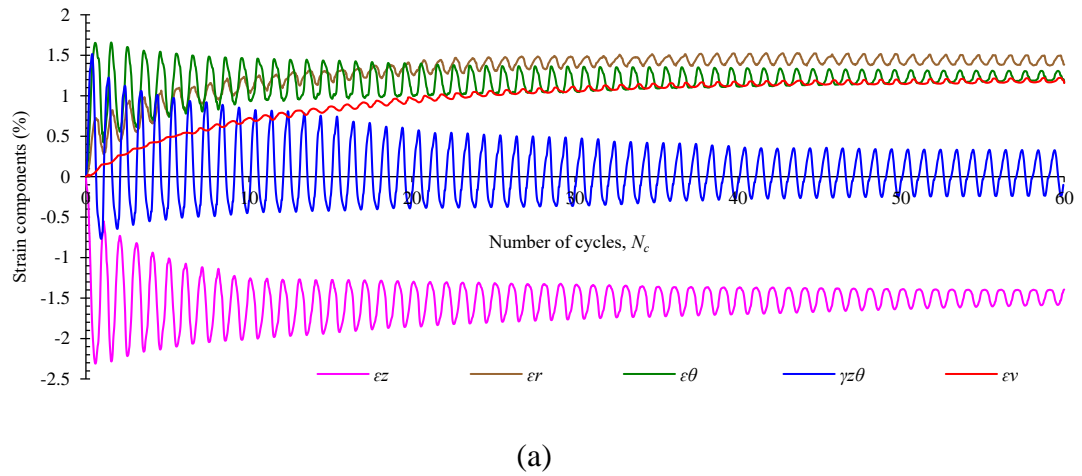 2
1.5
1
0.5
0
-0.5
-1
-1.5
-2
-2.5
Strain components (%)
0 10 20 30 40 50 60
Number of cycles, Nc
εz εr εθ γzθ εv
(a)